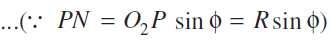 ...(∵ PN = O₂P sin ϕ = R sin ϕ)